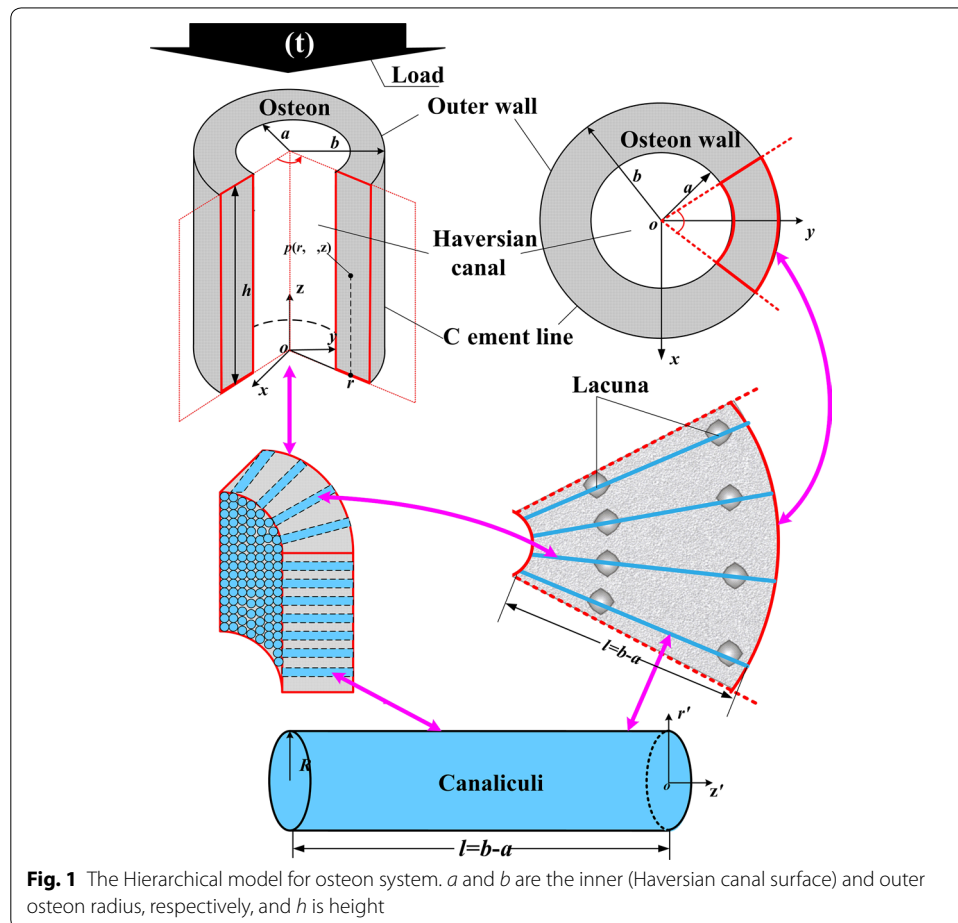 (t)
Load
Osteon
Outer wall
a
b
Osteon wall
b
a
o
y
x
Haversian
canal
p(r, ,z)
h
z
C ement line
o
y
x
r
Lacuna
l=b-a
r'
R
Canaliculi
o
z'
l=b-a
Fig. 1 The Hierarchical model for osteon system. a and b are the inner (Haversian canal surface) and outer
osteon radius, respectively, and h is height